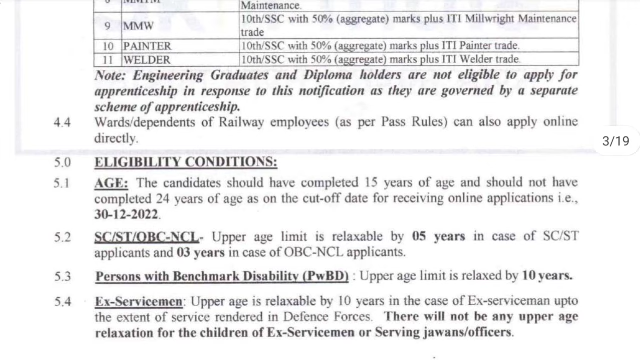 Maintenance.
9 MMW 10th/SSC with 50% (aggregate) marks plus ITI Millwright Maintenance
trade
10 PAINTER 10th/SSC with 50% (aggregate) marks plus ITI Painter trade.
11 WELDER 10th/SSC with 50% (aggregate) marks plus ITI Welder trade.
Note: Engineering Graduates and Diploma holders are not eligible to apply for
apprenticeship in response to this notification as they are governed by a separate
scheme of apprenticeship.
4.4 Wards/dependents of Railway employees (as per Pass Rules) can also apply online
directly.
3/19
5.0 ELIGIBILITY CONDITIONS:
5.1 AGE: The candidates should have completed 15 years of age and should not have
completed 24 years of age as on the cut-off date for receiving online applications i.e.,
30-12-2022.
5.2 SC/ST/OBC-NCL- Upper age limit is relaxable by 05 years in case of SC/ST
applicants and 03 years in case of OBC-NCL applicants.
5.3 Persons with Benchmark Disability (PwBD) : Upper age limit is relaxed by 10 years.
5.4 Ex-Servicemen: Upper age is relaxable by 10 years in the case of Ex-serviceman upto
the extent of service rendered in Defence Forces. There will not be any upper age
relaxation for the children of Ex-Servicemen or Serving jawans/officers.